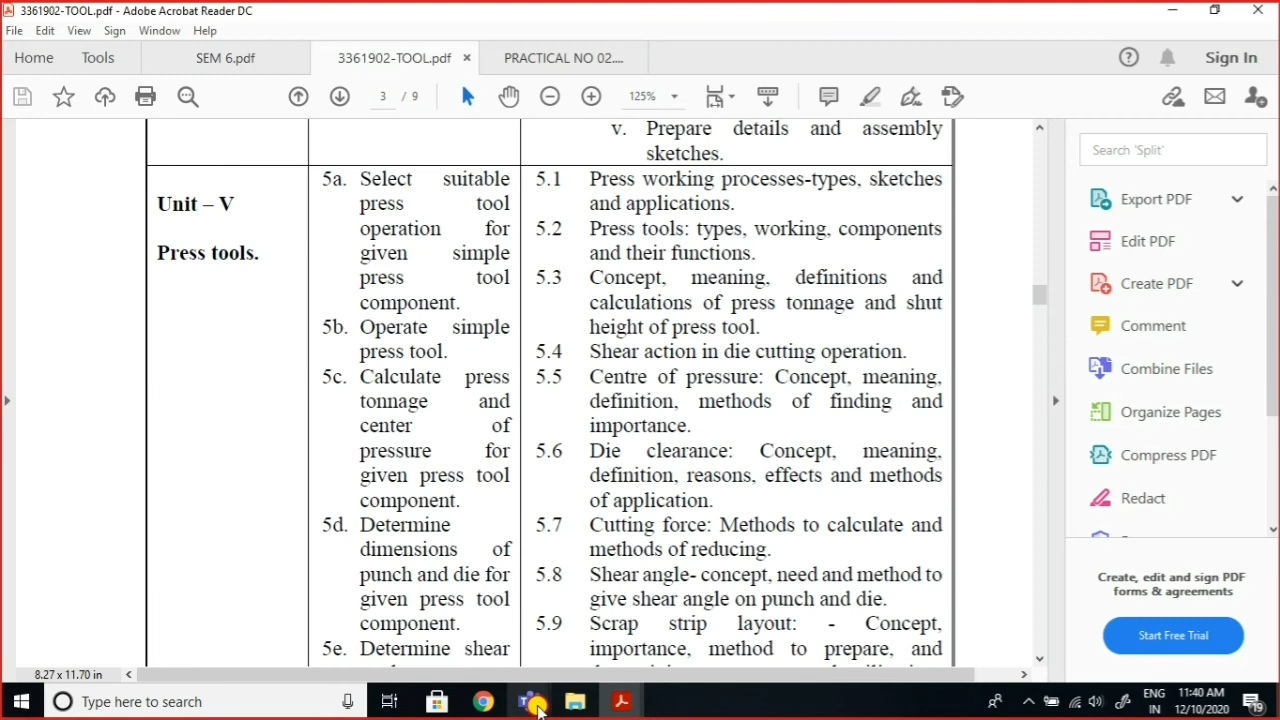 3361902-TOOL.pdf - Adobe Acrobat Reader DC
File Edit View Sign Window Help
Home Tools SEM 6.pdf 3361902-TOOL.pdf × PRACTICAL NO 02.... Sign In
3 / 9 125%
v. Prepare details and assembly
sketches.
Unit – V
Press tools.
5a. Select suitable
press tool
operation for
given simple
press tool
component.
5b. Operate simple
press tool.
5c. Calculate press
tonnage and
center of
pressure for
given press tool
component.
5d. Determine
dimensions of
punch and die for
given press tool
component.
5e. Determine shear
5.1 Press working processes-types, sketches
and applications.
5.2 Press tools: types, working, components
and their functions.
5.3 Concept, meaning, definitions and
calculations of press tonnage and shut
height of press tool.
5.4 Shear action in die cutting operation.
5.5 Centre of pressure: Concept, meaning,
definition, methods of finding and
importance.
5.6 Die clearance: Concept, meaning,
definition, reasons, effects and methods
of application.
5.7 Cutting force: Methods to calculate and
methods of reducing.
5.8 Shear angle- concept, need and method to
give shear angle on punch and die.
5.9 Scrap strip layout: - Concept,
importance, method to prepare, and
Search 'Split'
Export PDF
Edit PDF
Create PDF
Comment
Combine Files
Organize Pages
Compress PDF
Redact
Create, edit and sign PDF
forms & agreements
Start Free Trial
8.27 x 11.70 in
Type here to search
ENG
IN
11:40 AM
12/10/2020
19